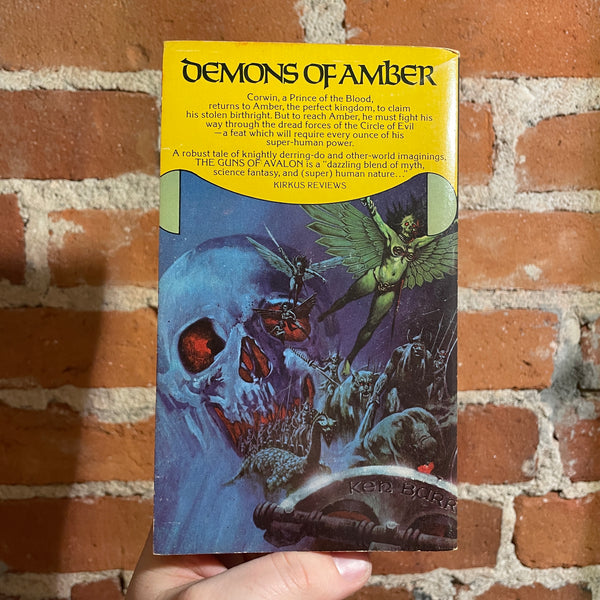 DEMONS OF AMBER
Corwin, a Prince of the Blood,
returns to Amber, the perfect kingdom, to claim
his stolen birthright. But to reach Amber, he must fight his
way through the dread forces of the Circle of Evil
—a feat which will require every ounce of his
super-human power.
A robust tale of knightly derring-do and other-world imaginings,
THE GUNS OF AVALON is a "dazzling blend of myth,
science fantasy, and (super) human nature..."
KIRKUS REVIEWS
Ken Barr